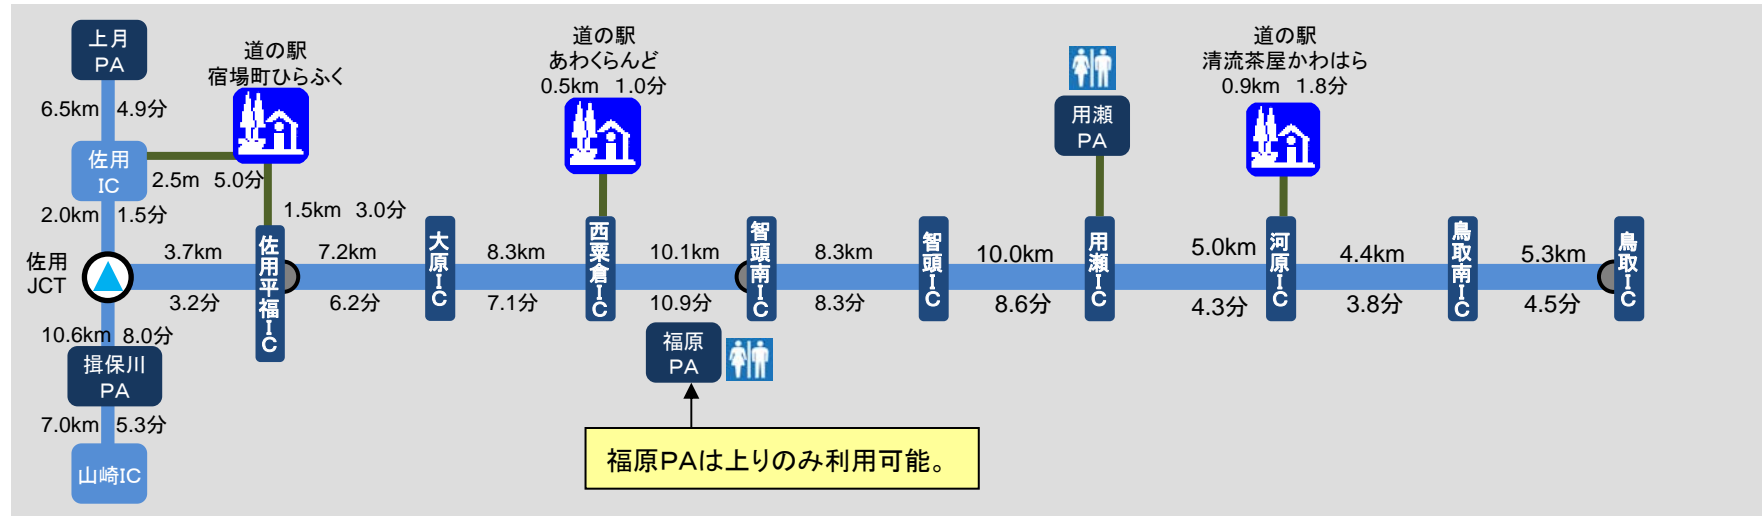 上月
PA
6.5km 4.9分
道の駅
宿場町ひらふく
佐用
IC
2.5m 5.0分
2.0km 1.5分
1.5km 3.0分
佐用
JCT
3.7km
3.2分
佐用平福IC
7.2km
6.2分
大原IC
8.3km
7.1分
道の駅
あわくらんど
0.5km 1.0分
西粟倉IC
10.1km
10.9分
智頭南IC
8.3km
8.3分
智頭IC
10.0km
8.6分
用瀬
PA
用瀬IC
5.0km
4.3分
道の駅
清流茶屋かわはら
0.9km 1.8分
河原IC
4.4km
3.8分
鳥取南IC
5.3km
4.5分
鳥取IC
10.6km 8.0分
揖保川
PA
7.0km 5.3分
山崎IC
福原
PA
福原PAは上りのみ利用可能。